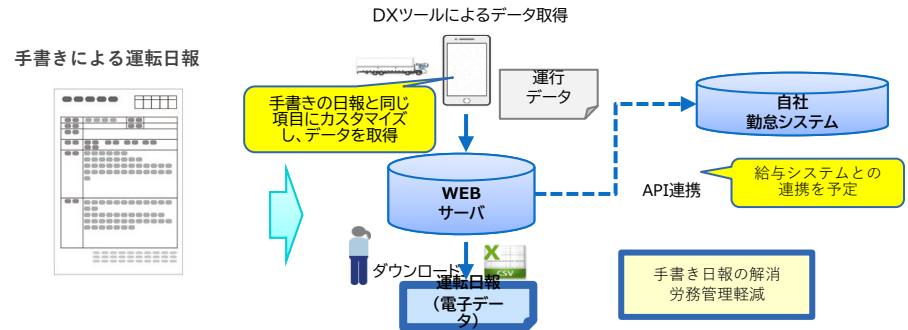 DXツールによるデータ取得
手書きによる運転日報
手書きの日報と同じ
項目にカスタマイズ
し、データを取得
運行
データ
自社
勤怠システム
WEB
サーバ
API連携
給与システムとの
連携を予定
ダウンロード
X
CSV
運転日報
(電子デー
タ)
手書き日報の解消
労務管理軽減